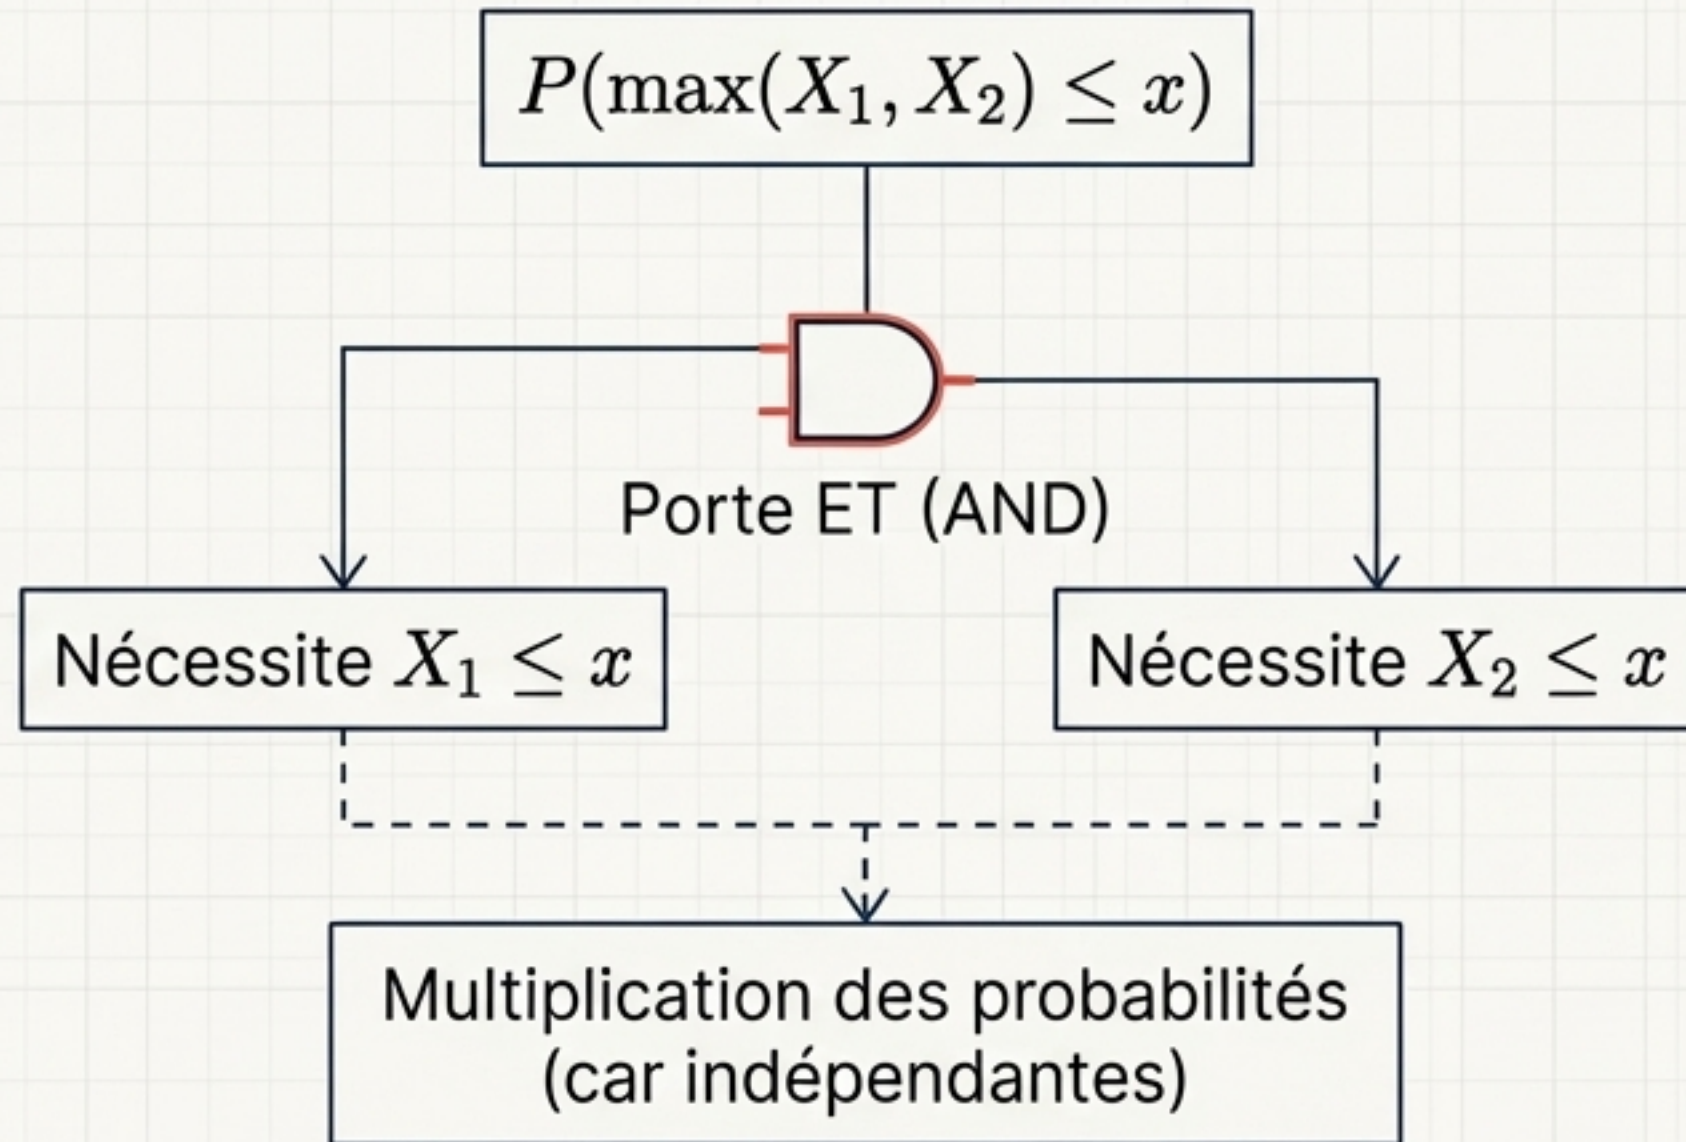 P(max(X₁, X₂) ≤ x)
Porte ET (AND)
Nécessite X₁ ≤ x
Nécessite X₂ ≤ x
Multiplication des probabilités
(car indépendantes)